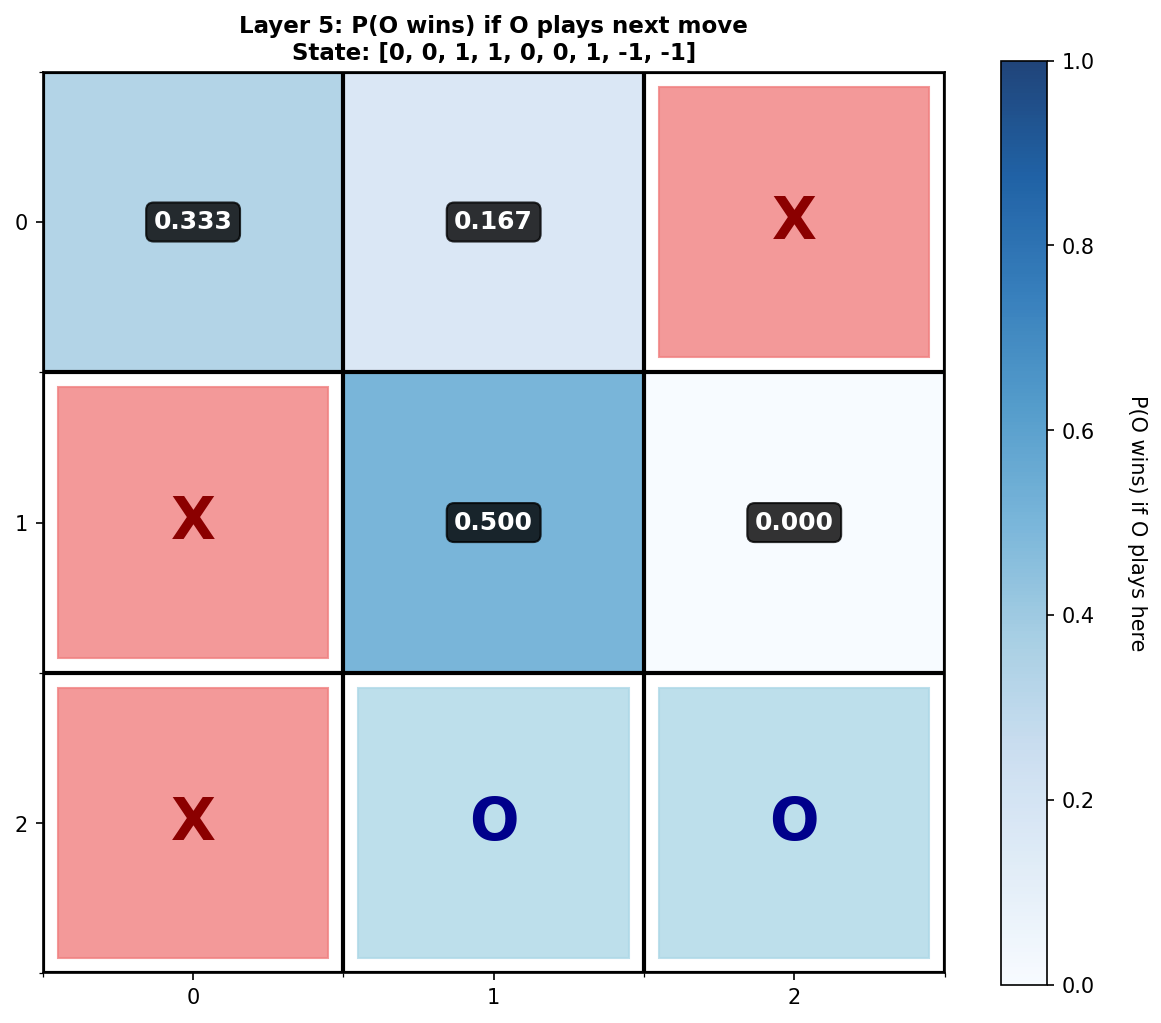 Layer 5: P(O wins) if O plays next move
State: [0, 0, 1, 1, 0, 0, 1, -1, -1]
0
0.333
0.167
X
1
X
0.500
0.000
2
X
O
O
0
1
2
1.0
0.8
0.6
0.4
0.2
0.0
P(O wins) if O plays here